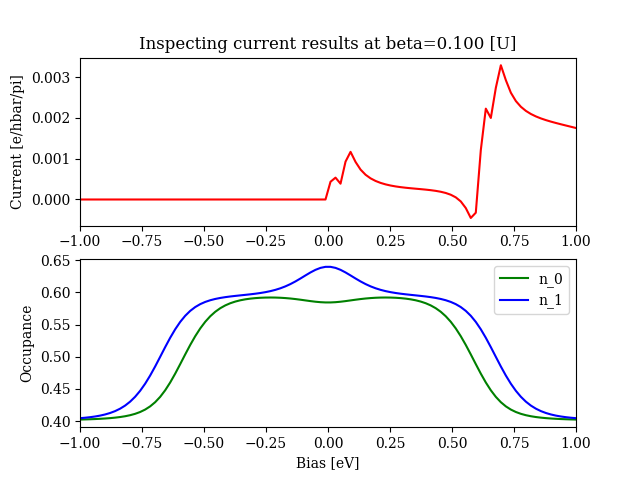 Inspecting current results at beta=0.100 [U]
Current [e/hbar/pi]
0.003
0.002
0.001
0.000
−1.00 −0.75 −0.50 −0.25 0.00 0.25 0.50 0.75 1.00
Occupance
0.65
0.60
0.55
0.50
0.45
0.40
n_0
n_1
−1.00 −0.75 −0.50 −0.25 0.00 0.25 0.50 0.75 1.00
Bias [eV]